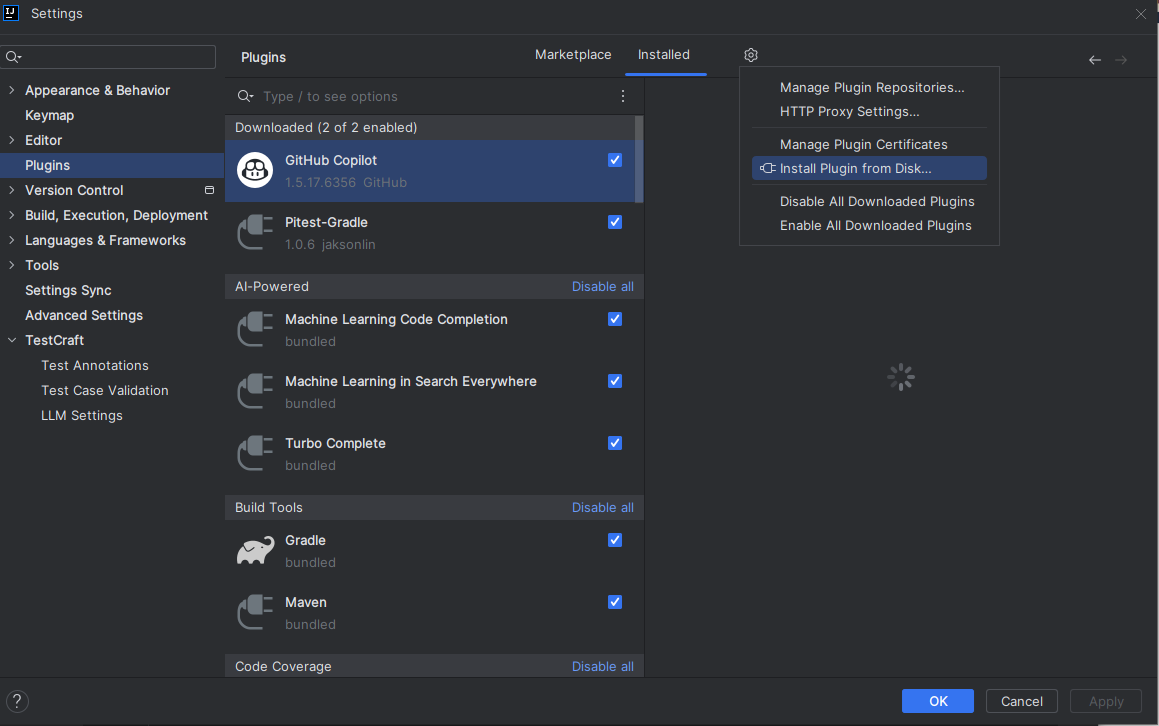 Settings
Plugins
Marketplace
Installed
Type / to see options
Appearance & Behavior
Keymap
Editor
Plugins
Version Control
Build, Execution, Deployment
Languages & Frameworks
Tools
Settings Sync
Advanced Settings
TestCraft
Test Annotations
Test Case Validation
LLM Settings
Downloaded (2 of 2 enabled)
GitHub Copilot
1.5.17.6356 GitHub
Pitest-Gradle
1.0.6 jaksonlin
AI-Powered Disable all
Machine Learning Code Completion
bundled
Machine Learning in Search Everywhere
bundled
Turbo Complete
bundled
Build Tools Disable all
Gradle
bundled
Maven
bundled
Code Coverage Disable all
Manage Plugin Repositories...
HTTP Proxy Settings...
Manage Plugin Certificates
Install Plugin from Disk...
Disable All Downloaded Plugins
Enable All Downloaded Plugins
?
OK
Cancel
Apply